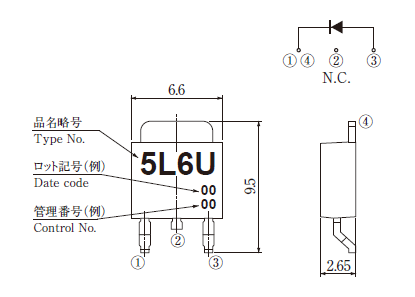 ① ④ ② ③
N.C.
6.6
品名略号
Type No.
ロット記号(例)
Date code
管理番号(例)
Control No.
5L6U
00
00
9.5
① ② ③
④
2.65